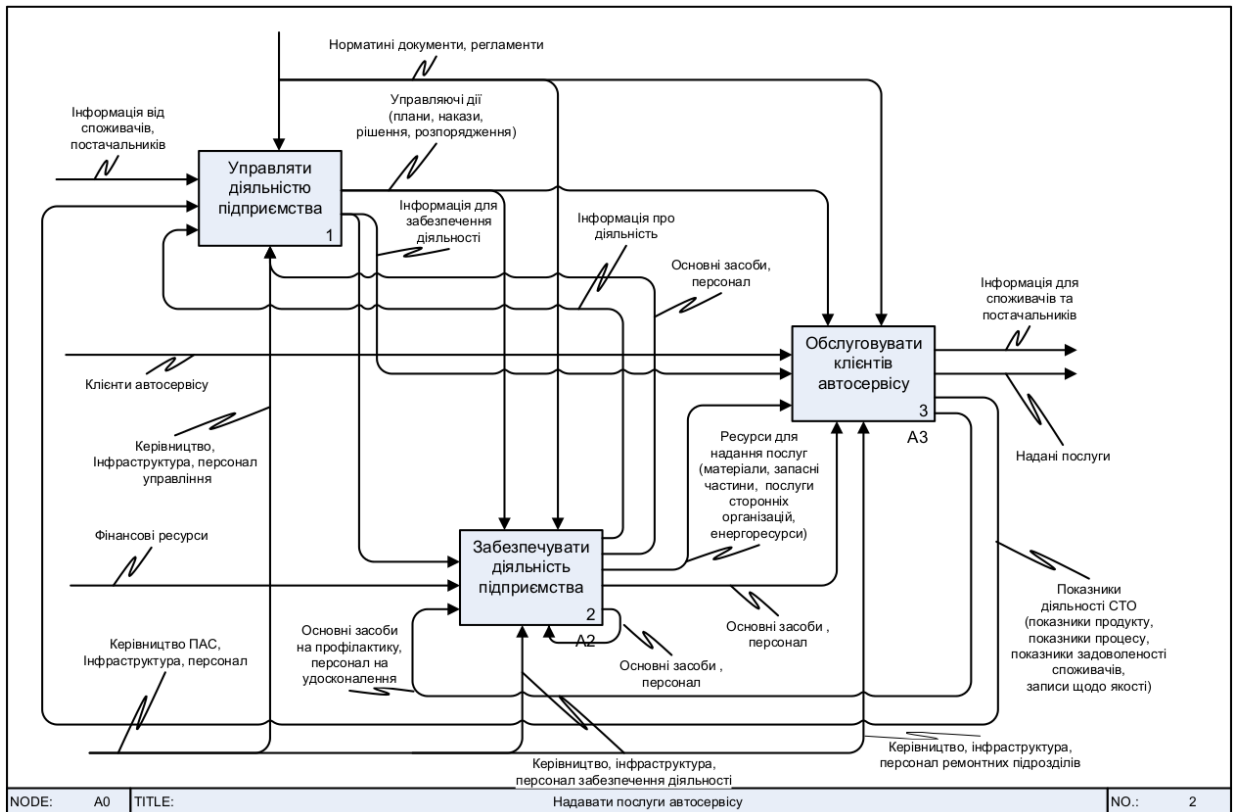 Норматині документи, регламенти
Управляючі дії
(плани, накази,
рішення, розпорядження)
Інформація від
споживачів,
постачальників
Управляти
діяльністю
підприємства
1
Інформація для
забезпечення
діяльності
Інформація про
діяльність
Основні засоби,
персонал
Інформація для
споживачів та
постачальників
Обслуговувати
клієнтів
автосервісу
3
А3
Клієнти автосервісу
Керівництво,
Інфраструктура, персонал
управління
Ресурси для
надання послуг
(матеріали, запасні
частини, послуги
сторонніх
організацій,
енергоресурси)
Надані послуги
Фінансові ресурси
Забезпечувати
діяльність
підприємства
2
А2
Показники
діяльності СТО
(показники продукту,
показники процесу,
показники задоволеності
споживачів,
записи щодо якості)
Основні засоби ,
персонал
Основні засоби
на профілактику,
персонал на
удосконалення
Керівництво ПАС,
Інфраструктура, персонал
Основні засоби ,
персонал
Керівництво, інфраструктура,
персонал ремонтних підрозділів
Керівництво, інфраструктура,
персонал забезпечення діяльності
NODE: A0 TITLE: Надавати послуги автосервісу NO.: 2